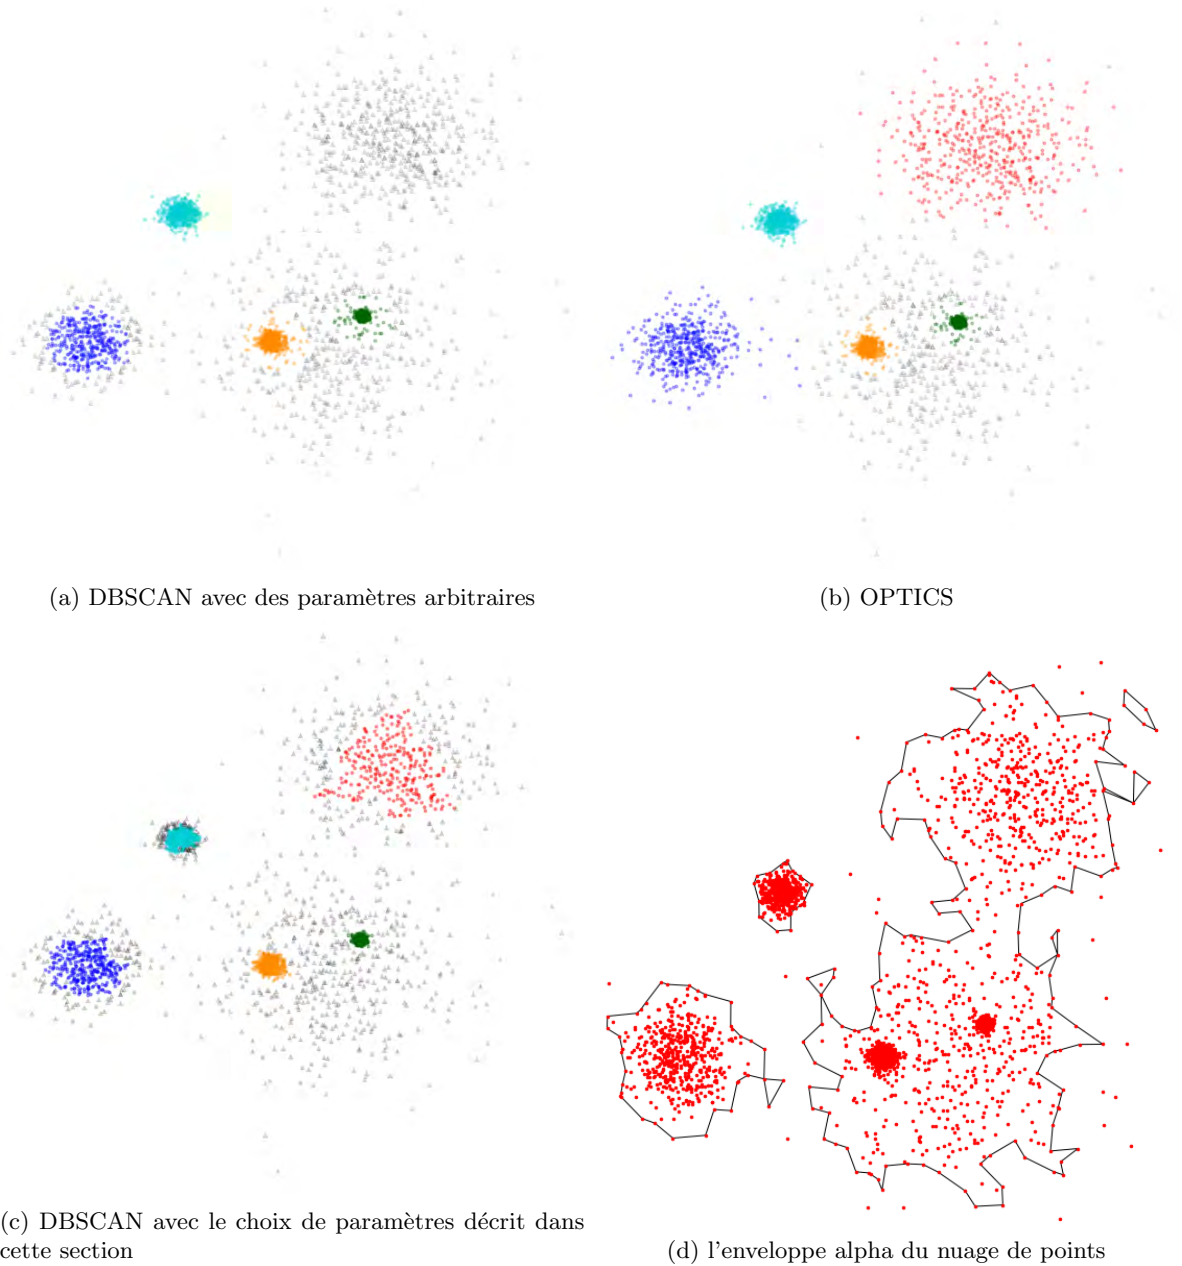 (a) DBSCAN avec des paramètres arbitraires
(b) OPTICS
(c) DBSCAN avec le choix de paramètres décrit dans
cette section
(d) l'enveloppe alpha du nuage de points